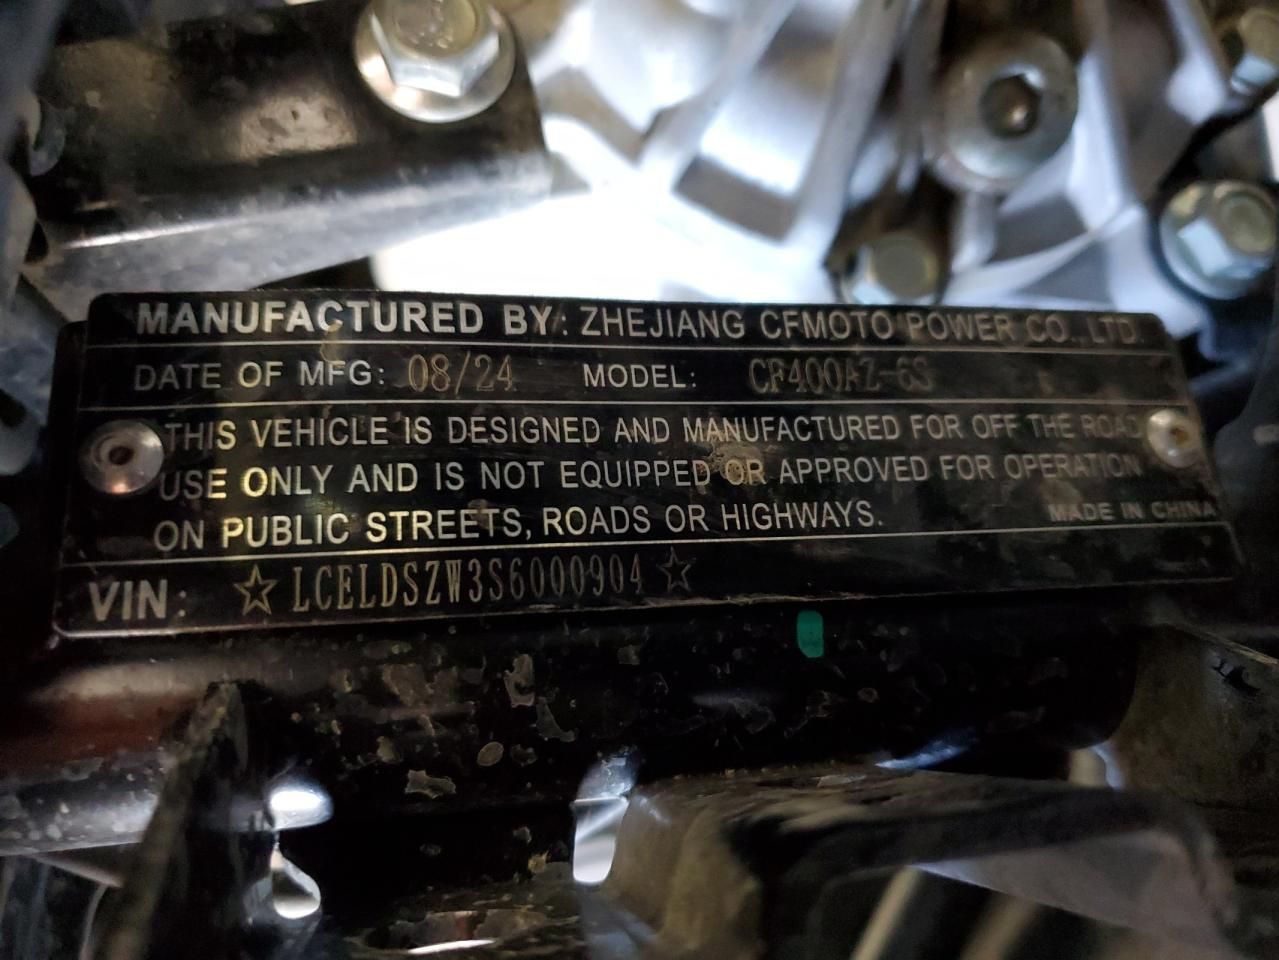 MANUFACTURED BY: ZHEJIANG CFMOTO POWER CO., LTD.
DATE OF MFG: 08/24 MODEL: CF400AZ-6S
THIS VEHICLE IS DESIGNED AND MANUFACTURED FOR OFF THE ROAD
USE ONLY AND IS NOT EQUIPPED OR APPROVED FOR OPERATION
ON PUBLIC STREETS, ROADS OR HIGHWAYS. MADE IN CHINA
VIN: ☆LCELDSZW3S6000904☆